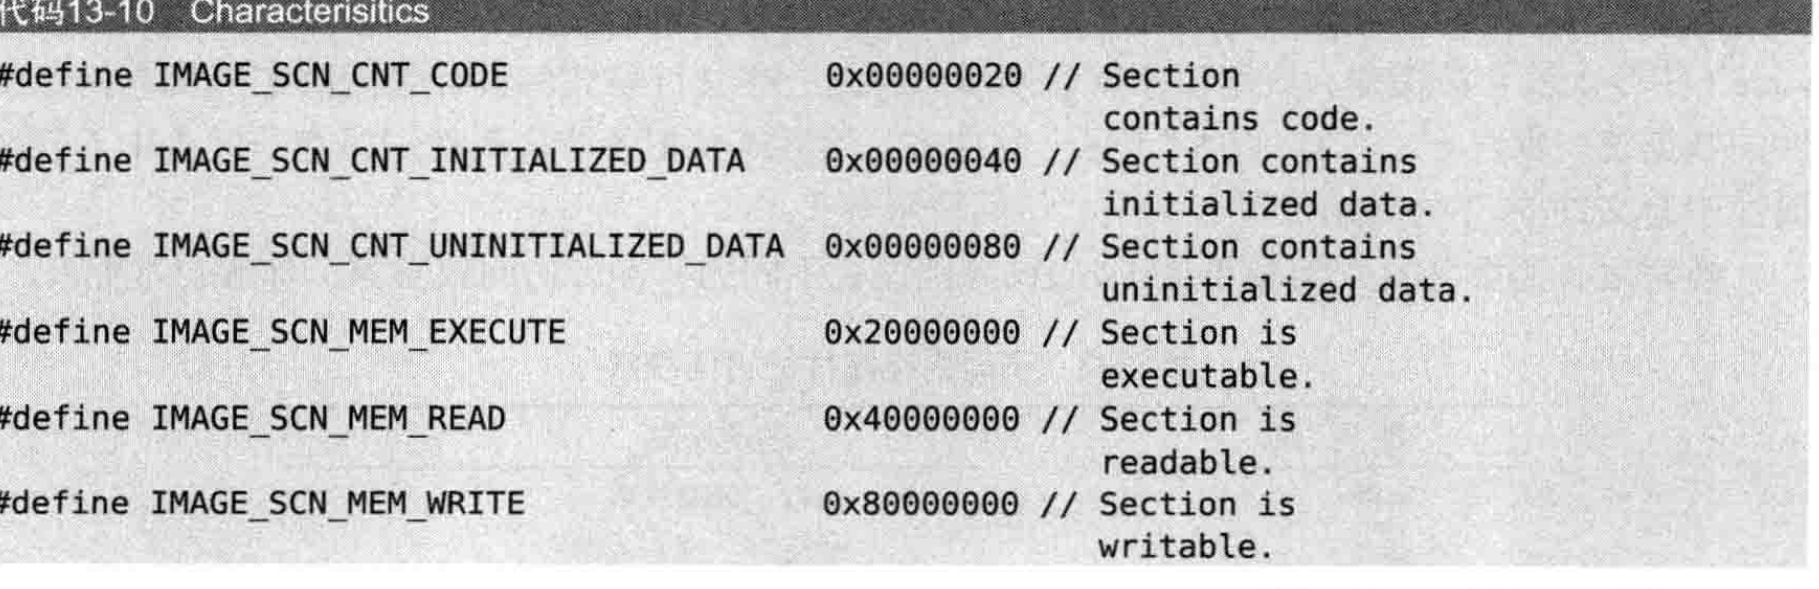 代码13-10 Characterisitics
#define IMAGE_SCN_CNT_CODE 0x00000020 // Section
contains code.
#define IMAGE_SCN_CNT_INITIALIZED_DATA 0x00000040 // Section contains
initialized data.
#define IMAGE_SCN_CNT_UNINITIALIZED_DATA 0x00000080 // Section contains
uninitialized data.
#define IMAGE_SCN_MEM_EXECUTE 0x20000000 // Section is
executable.
#define IMAGE_SCN_MEM_READ 0x40000000 // Section is
readable.
#define IMAGE_SCN_MEM_WRITE 0x80000000 // Section is
writable.